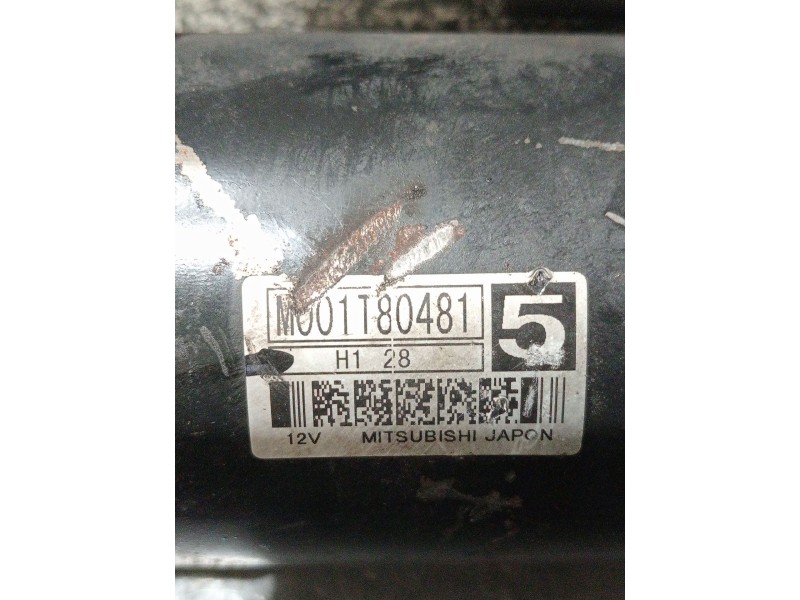 M001T80481
5
H1 28
12V MITSUBISHI JAPON